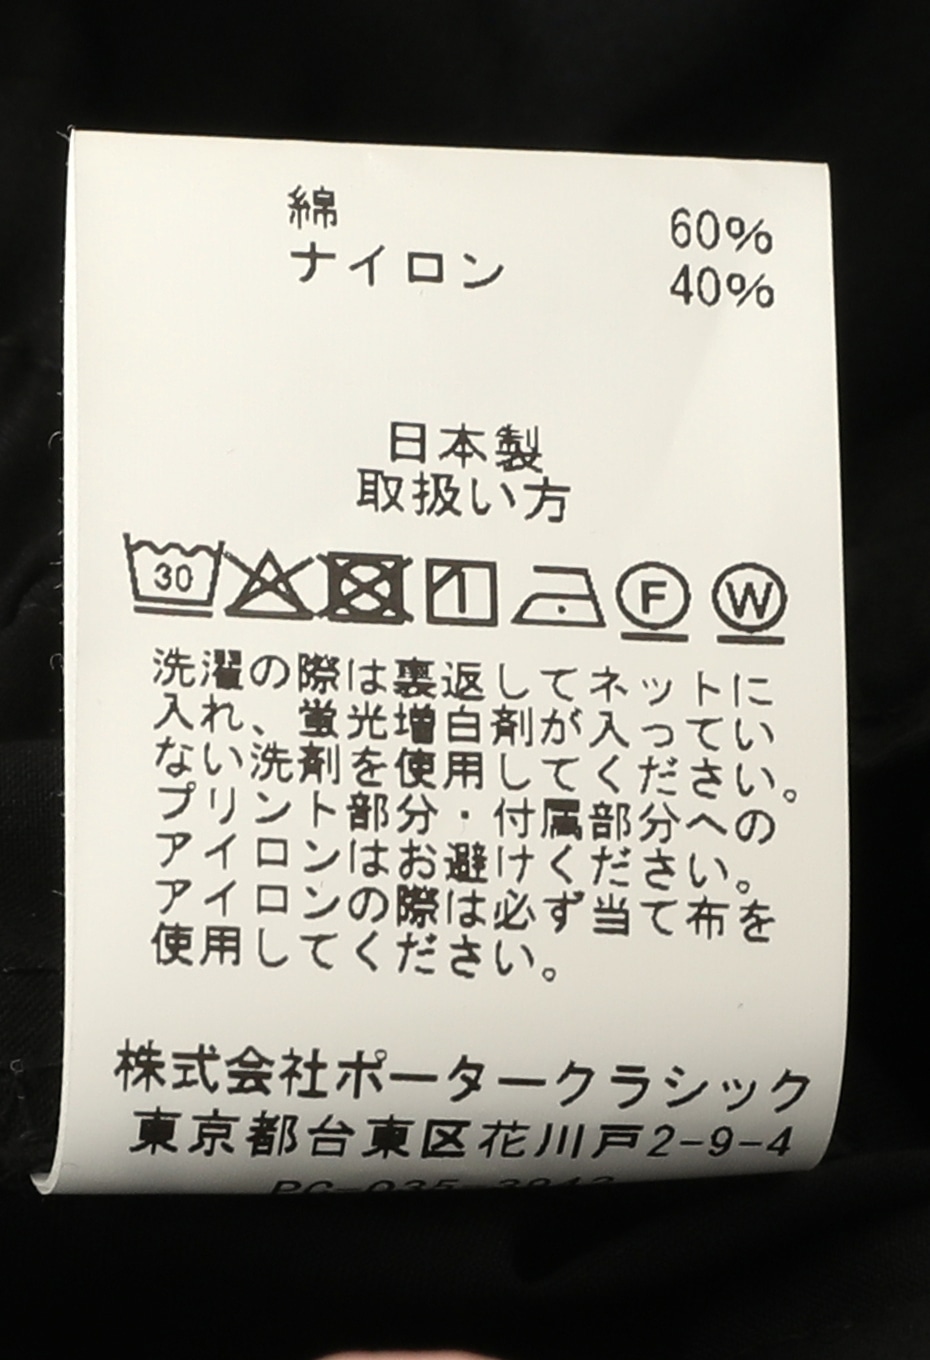 綿 60%
ナイロン 40%
日本製
取扱い方
30 F W
洗濯の際は裏返してネットに
入れ、蛍光増白剤が入ってい
ない洗剤を使用してください。
プリント部分・付属部分への
アイロンはお避けください。
アイロンの際は必ず当て布を
使用してください。
株式会社ポータークラシック
東京都台東区花川戸2-9-4